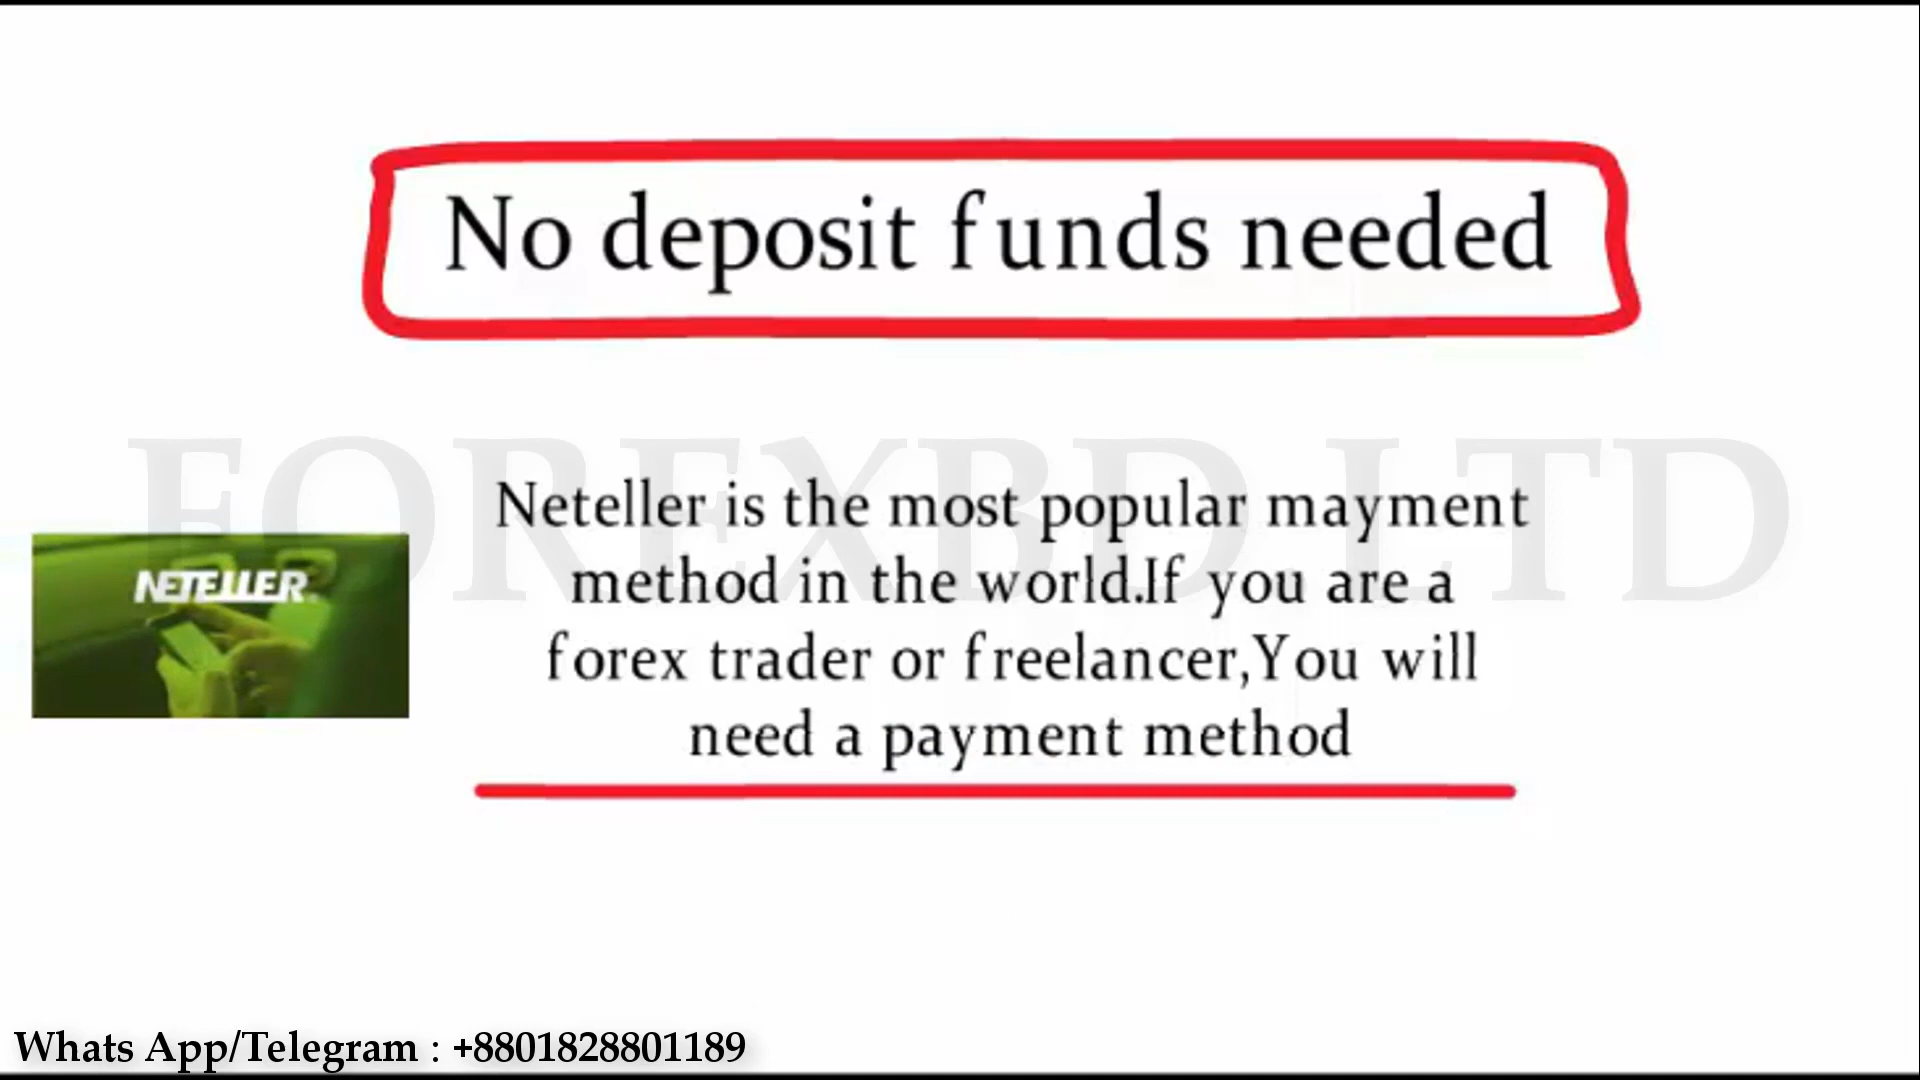 No deposit funds needed
FOREXBD LTD
Neteller is the most popular mayment
method in the world.If you are a
forex trader or freelancer,You will
need a payment method
NETELLER
Whats App/Telegram : +8801828801189